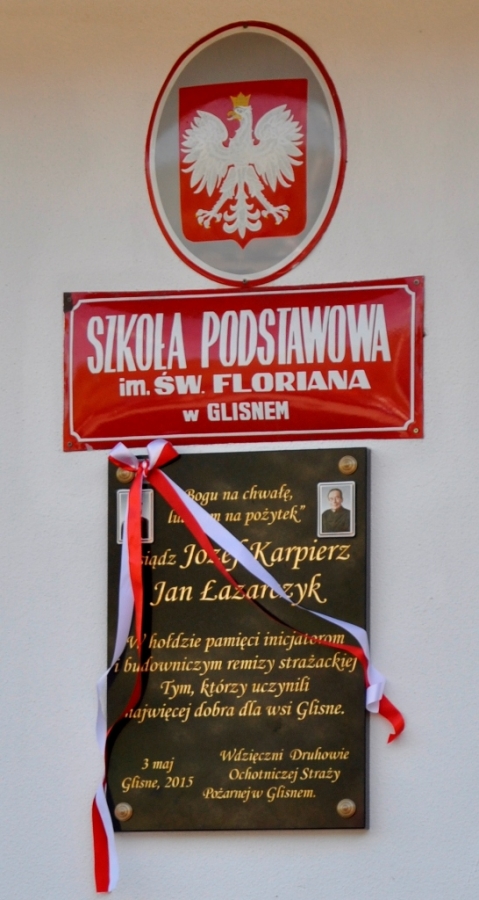 SZKOŁA PODSTAWOWA
im. ŚW. FLORIANA
w GLISNEM
Bogu na chwałę,
na pożytek"
Józef Karpierz
Jan Łazarczyk
W hołdzie pamięci inicjatorom
i budowniczym remizy strażackiej
Tym, którzy uczynili
najwięcej dobra dla wsi Glisne.
3 maj
Glisne, 2015
Wdzięczni Druhowie
Ochotniczej Straży
Pożarnej w Glisnem.